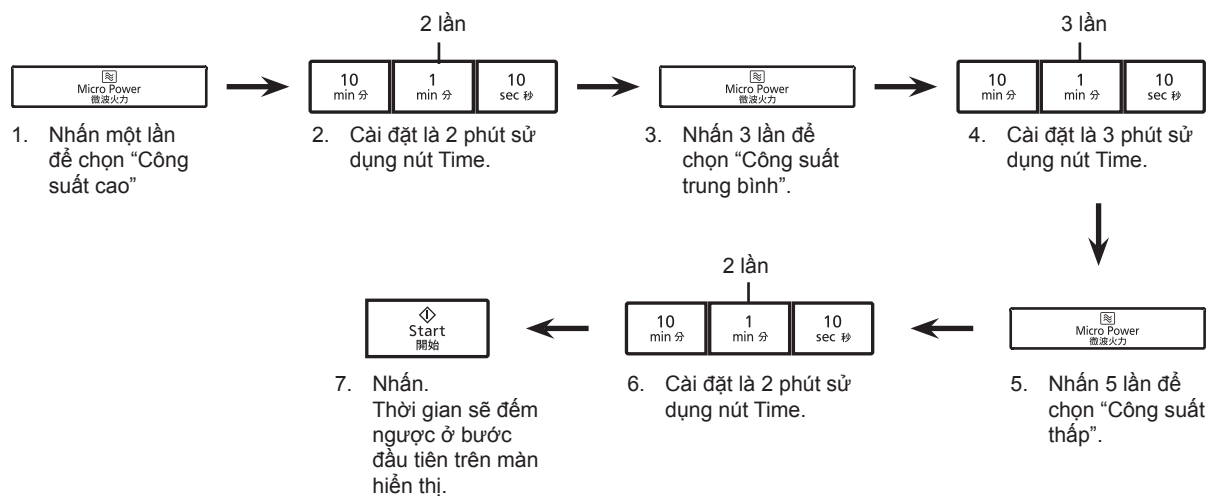 2 lần
Micro Power
微波火力
1. Nhấn một lần
để chọn “Công
suất cao”
10 1 10
min 分 min 分 sec 秒
2. Cài đặt là 2 phút sử
dụng nút Time.
Micro Power
微波火力
3. Nhấn 3 lần để
chọn “Công suất
trung bình”.
3 lần
10 1 10
min 分 min 分 sec 秒
4. Cài đặt là 3 phút sử
dụng nút Time.
Micro Power
微波火力
5. Nhấn 5 lần để
chọn “Công suất
thấp”.
2 lần
10 1 10
min 分 min 分 sec 秒
6. Cài đặt là 2 phút sử
dụng nút Time.
Start
開始
7. Nhấn.
Thời gian sẽ đếm
ngược ở bước
đầu tiên trên màn
hiển thị.